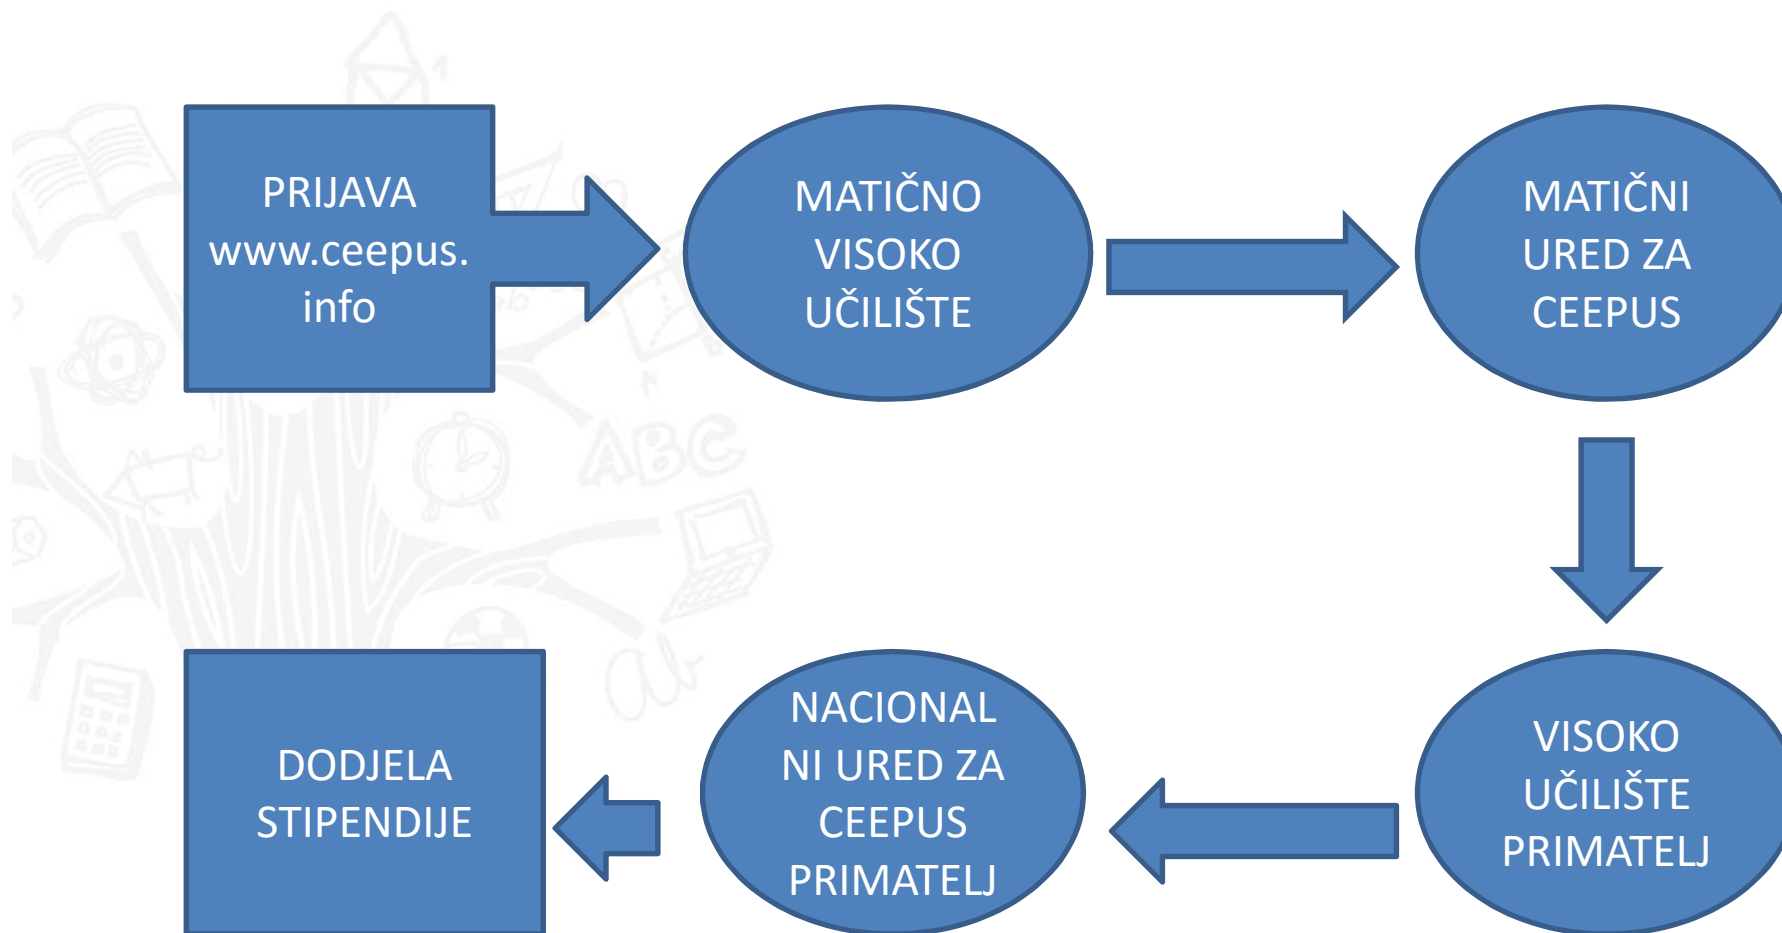 PRIJAVA
www.ceepus.
info
MATIČNO
VISOKO
UČILIŠTE
MATIČNI
URED ZA
CEEPUS
ABC
VISOKO
UČILIŠTE
PRIMATELJ
NACIONAL
NI URED ZA
CEEPUS
PRIMATELJ
DODJELA
STIPENDIJE